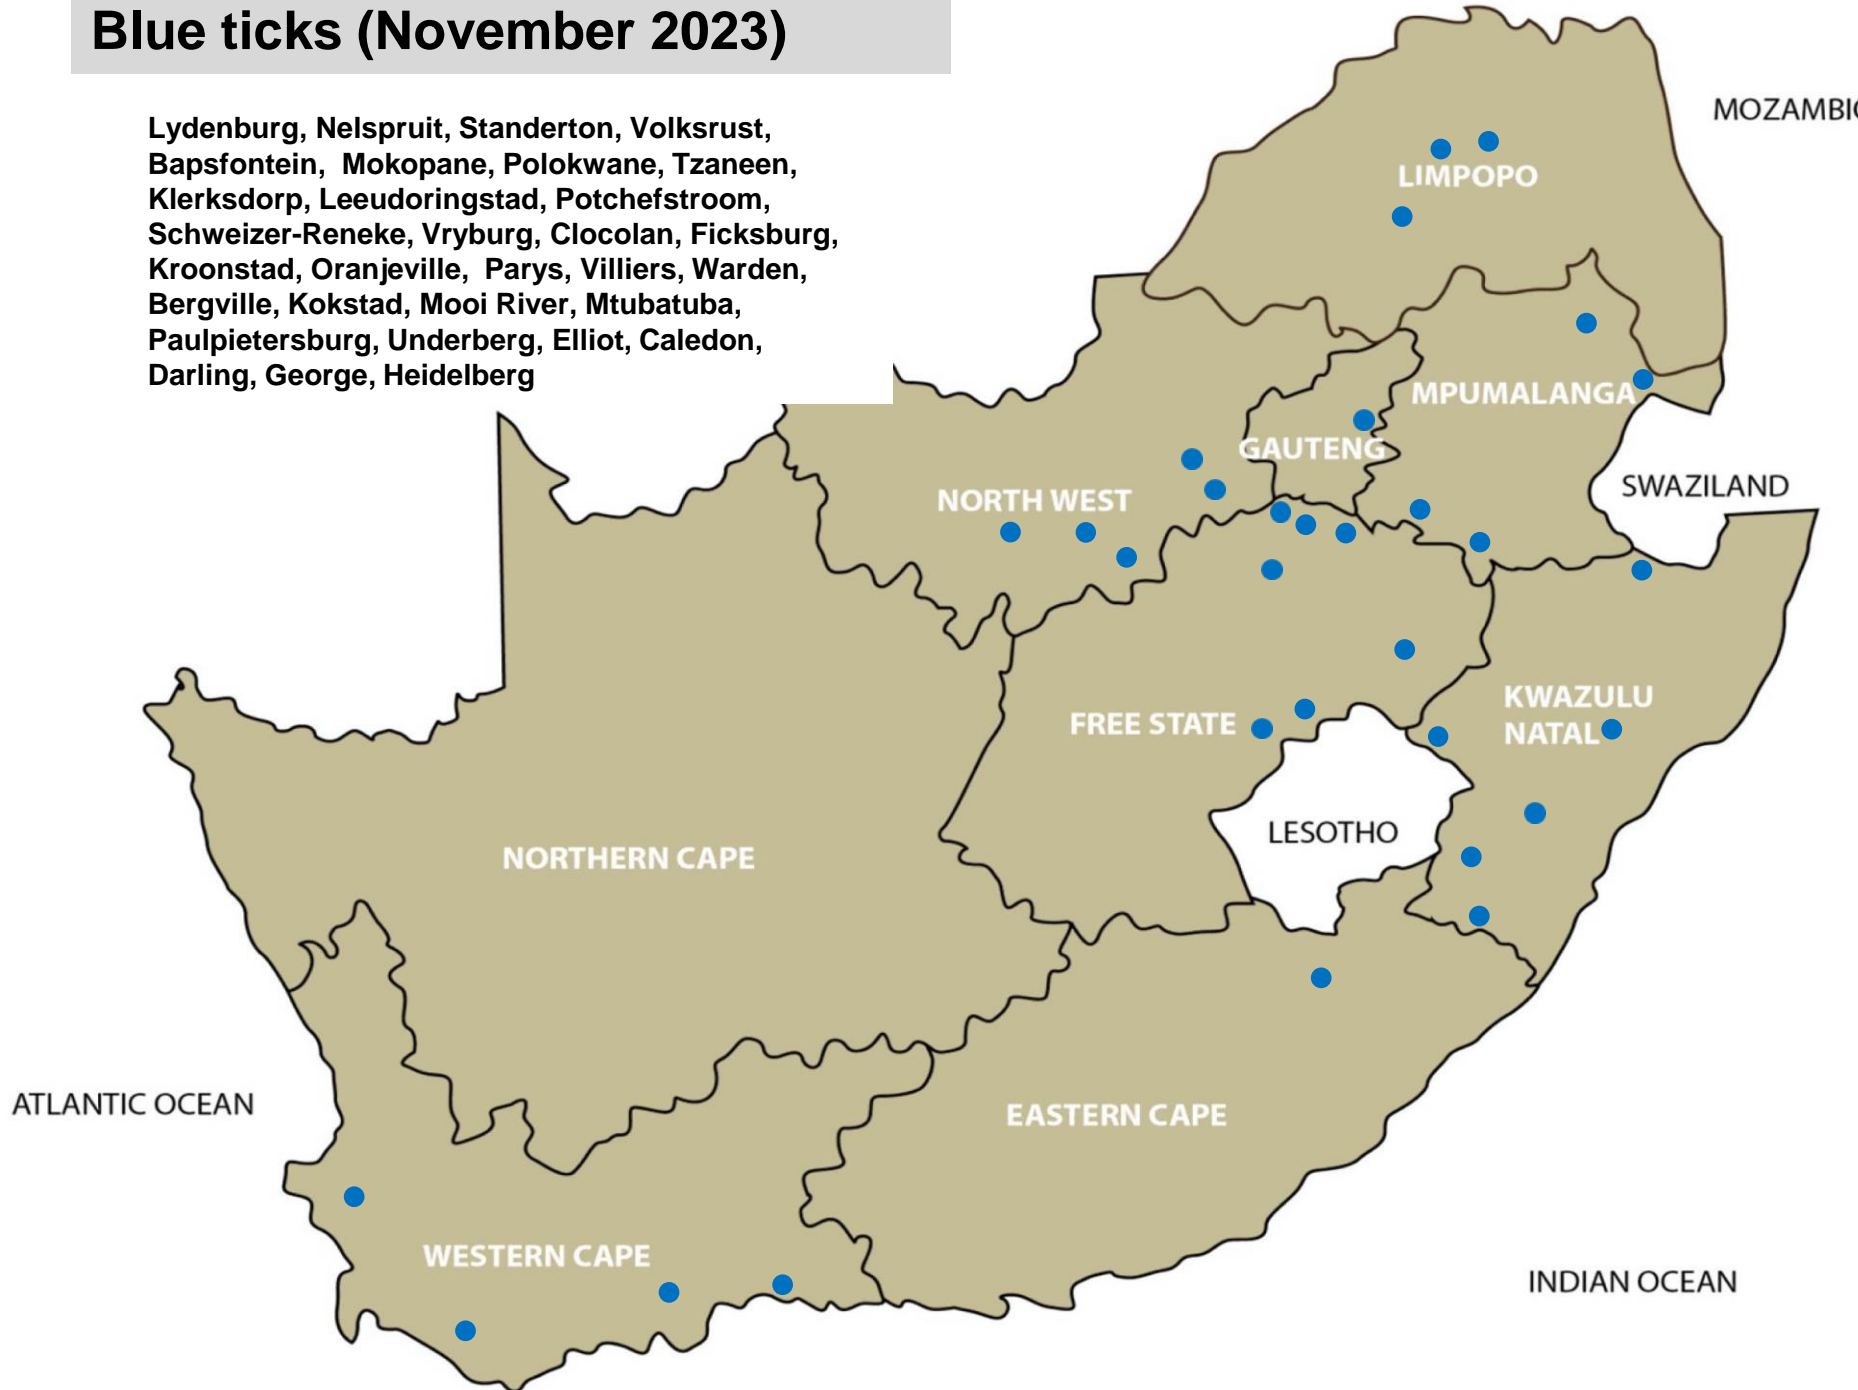 Blue ticks (November 2023)
Lydenburg, Nelspruit, Standerton, Volksrust,
Bapsfontein, Mokopane, Polokwane, Tzaneen,
Klerksdorp, Leeudoringstad, Potchefstroom,
Schweizer-Reneke, Vryburg, Clocolan, Ficksburg,
Kroonstad, Oranjeville, Parys, Villiers, Warden,
Bergville, Kokstad, Mooi River, Mtubatuba,
Paulpietersburg, Underberg, Elliot, Caledon,
Darling, George, Heidelberg
MOZAMBIQ
LIMPOPO
MPUMALANGA
GAUTENG
SWAZILAND
NORTH WEST
KWAZULU
NATAL
FREE STATE
LESOTHO
NORTHERN CAPE
ATLANTIC OCEAN
EASTERN CAPE
WESTERN CAPE
INDIAN OCEAN